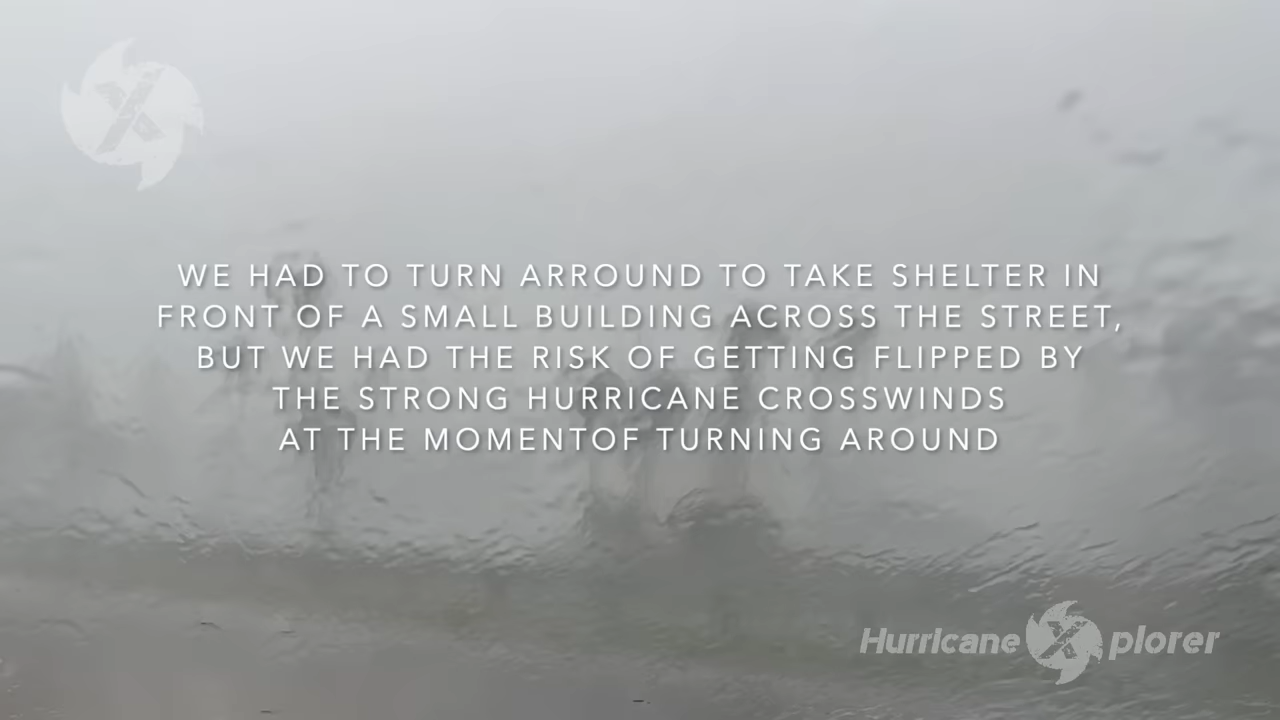 WE HAD TO TURN ARROUND TO TAKE SHELTER IN
FRONT OF A SMALL BUILDING ACROSS THE STREET,
BUT WE HAD THE RISK OF GETTING FLIPPED BY
THE STRONG HURRICANE CROSSWINDS
AT THE MOMENTOF TURNING AROUND
X
Hurricane Xplorer